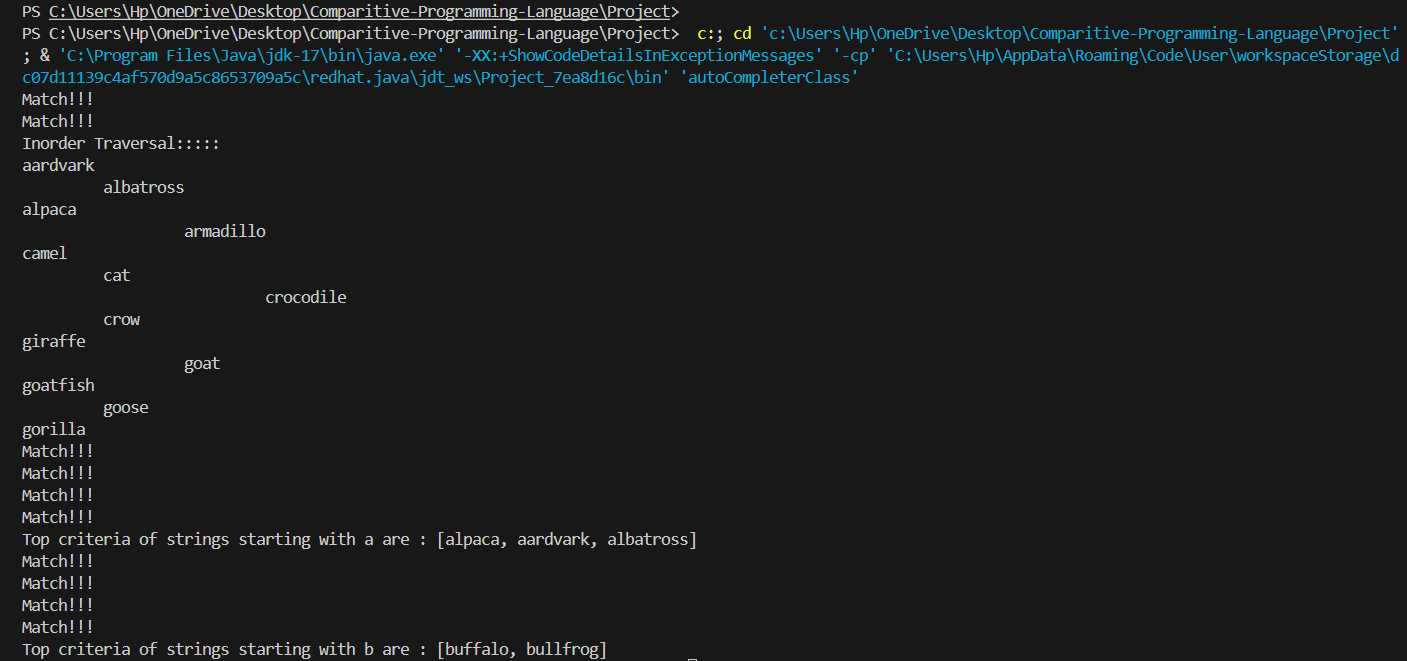 PS C:\Users\Hp\OneDrive\Desktop\Comparitive-Programming-Language\Project>
PS C:\Users\Hp\OneDrive\Desktop\Comparitive-Programming-Language\Project>  c:; cd 'c:\Users\Hp\OneDrive\Desktop\Comparitive-Programming-Language\Project'
; & 'C:\Program Files\Java\jdk-17\bin\java.exe' '-XX:+ShowCodeDetailsInExceptionMessages' '-cp' 'C:\Users\Hp\AppData\Roaming\Code\User\workspaceStorage\d
c07d11139c4af570d9a5c8653709a5c\redhat.java\jdt_ws\Project_7ea8d16c\bin' 'autoCompleterClass'
Match!!!
Match!!!
Inorder Traversal:::::
aardvark
         albatross
alpaca
                  armadillo
camel
         cat
                           crocodile
         crow
giraffe
                  goat
goatfish
         goose
gorilla
Match!!!
Match!!!
Match!!!
Match!!!
Top criteria of strings starting with a are : [alpaca, aardvark, albatross]
Match!!!
Match!!!
Match!!!
Match!!!
Top criteria of strings starting with b are : [buffalo, bullfrog]